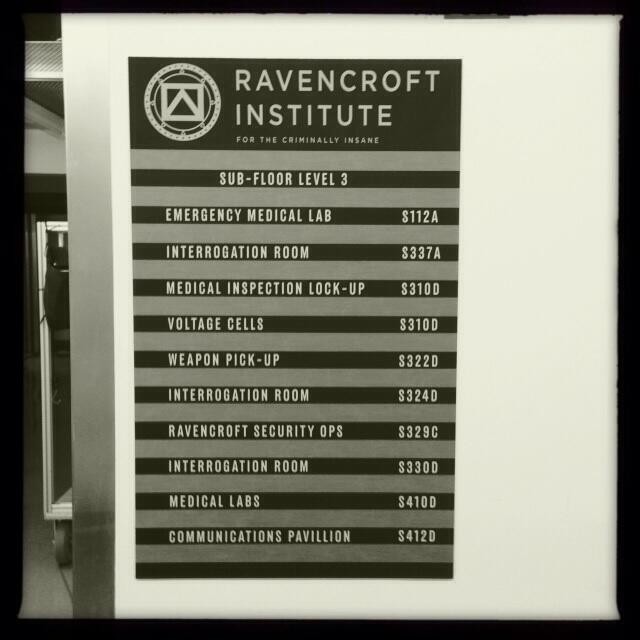 RAVENCROFT
INSTITUTE
FOR THE CRIMINALLY INSANE
SUB-FLOOR LEVEL 3
EMERGENCY MEDICAL LAB S112A
INTERROGATION ROOM S337A
MEDICAL INSPECTION LOCK-UP S310D
VOLTAGE CELLS S310D
WEAPON PICK-UP S322D
INTERROGATION ROOM S324D
RAVENCROFT SECURITY OPS S329C
INTERROGATION ROOM S330D
MEDICAL LABS S410D
COMMUNICATIONS PAVILLION S412D